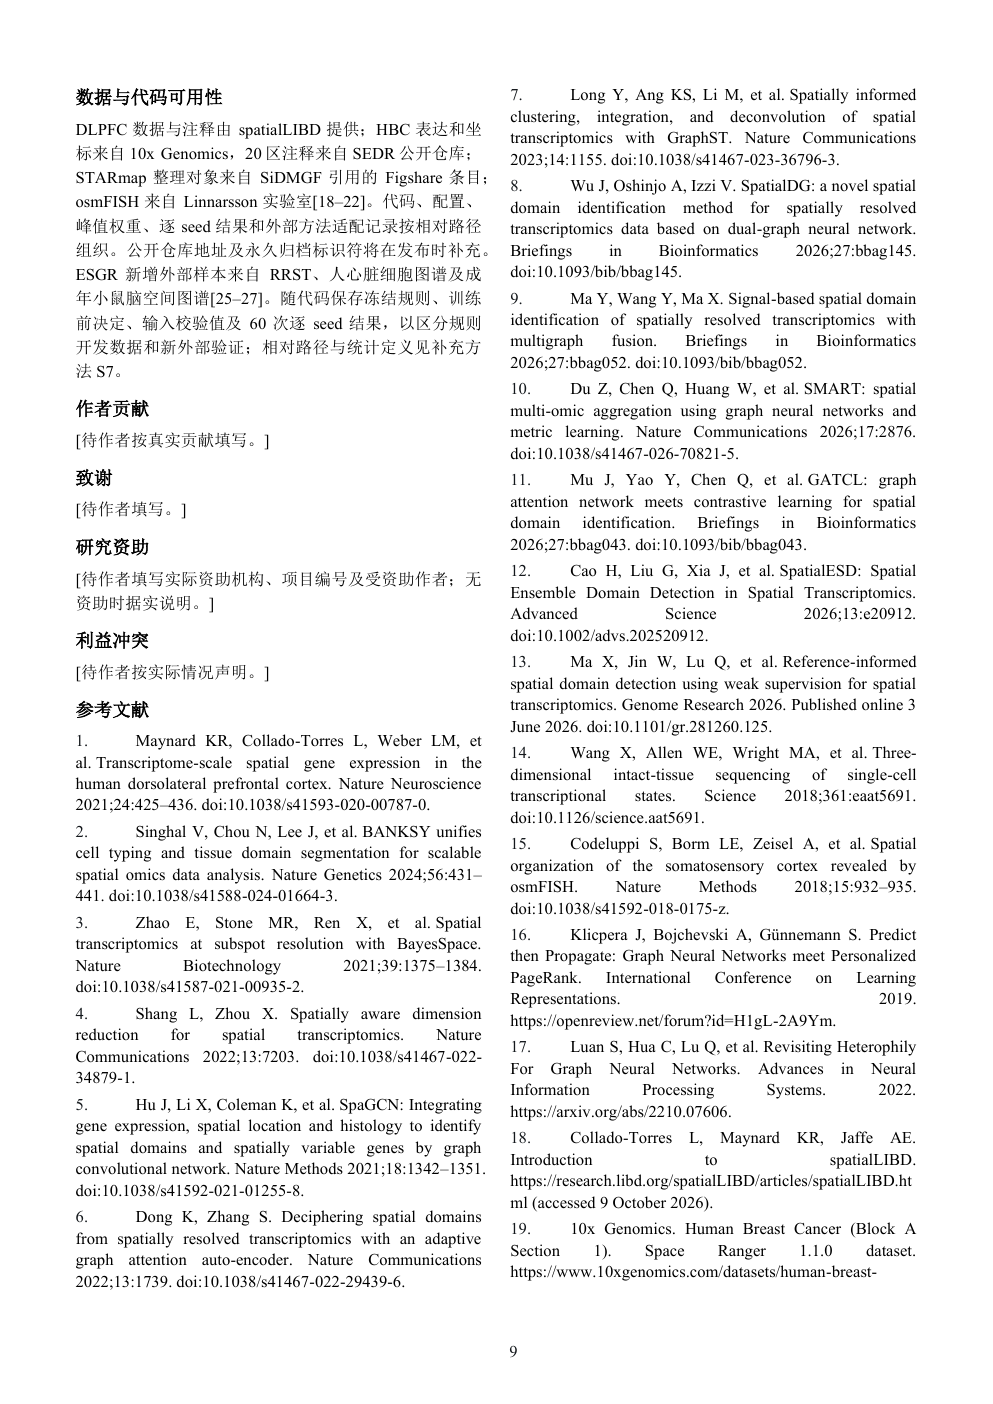 数据与代码可用性
DLPFC 数据与注释由 spatialLIBD 提供；HBC 表达和坐
标来自 10x Genomics，20 区注释来自 SEDR 公开仓库；
STARmap 整理对象来自 SiDMGF 引用的 Figshare 条目；
osmFISH 来自 Linnarsson 实验室[18–22]。代码、配置、
峰值权重、逐 seed 结果和外部方法适配记录按相对路径
组织。公开仓库地址及永久归档标识符将在发布时补充。
ESGR 新增外部样本来自 RRST、人心脏细胞图谱及成
年小鼠脑空间图谱[25–27]。随代码保存冻结规则、训练
前决定、输入校验值及 60 次逐 seed 结果，以区分规则
开发数据和新外部验证；相对路径与统计定义见补充方
法 S7。
作者贡献
[待作者按真实贡献填写。]
致谢
[待作者填写。]
研究资助
[待作者填写实际资助机构、项目编号及受资助作者；无
资助时据实说明。]
利益冲突
[待作者按实际情况声明。]
参考文献
1. Maynard KR, Collado-Torres L, Weber LM, et
al. Transcriptome-scale spatial gene expression in the
human dorsolateral prefrontal cortex. Nature Neuroscience
2021;24:425–436. doi:10.1038/s41593-020-00787-0.
2. Singhal V, Chou N, Lee J, et al. BANKSY unifies
cell typing and tissue domain segmentation for scalable
spatial omics data analysis. Nature Genetics 2024;56:431–
441. doi:10.1038/s41588-024-01664-3.
3. Zhao E, Stone MR, Ren X, et al. Spatial
transcriptomics at subspot resolution with BayesSpace.
Nature Biotechnology 2021;39:1375–1384.
doi:10.1038/s41587-021-00935-2.
4. Shang L, Zhou X. Spatially aware dimension
reduction for spatial transcriptomics. Nature
Communications 2022;13:7203. doi:10.1038/s41467-022-
34879-1.
5. Hu J, Li X, Coleman K, et al. SpaGCN: Integrating
gene expression, spatial location and histology to identify
spatial domains and spatially variable genes by graph
convolutional network. Nature Methods 2021;18:1342–1351.
doi:10.1038/s41592-021-01255-8.
6. Dong K, Zhang S. Deciphering spatial domains
from spatially resolved transcriptomics with an adaptive
graph attention auto-encoder. Nature Communications
2022;13:1739. doi:10.1038/s41467-022-29439-6.
7. Long Y, Ang KS, Li M, et al. Spatially informed
clustering, integration, and deconvolution of spatial
transcriptomics with GraphST. Nature Communications
2023;14:1155. doi:10.1038/s41467-023-36796-3.
8. Wu J, Oshinjo A, Izzi V. SpatialDG: a novel spatial
domain identification method for spatially resolved
transcriptomics data based on dual-graph neural network.
Briefings in Bioinformatics 2026;27:bbag145.
doi:10.1093/bib/bbag145.
9. Ma Y, Wang Y, Ma X. Signal-based spatial domain
identification of spatially resolved transcriptomics with
multigraph fusion. Briefings in Bioinformatics
2026;27:bbag052. doi:10.1093/bib/bbag052.
10. Du Z, Chen Q, Huang W, et al. SMART: spatial
multi-omic aggregation using graph neural networks and
metric learning. Nature Communications 2026;17:2876.
doi:10.1038/s41467-026-70821-5.
11. Mu J, Yao Y, Chen Q, et al. GATCL: graph
attention network meets contrastive learning for spatial
domain identification. Briefings in Bioinformatics
2026;27:bbag043. doi:10.1093/bib/bbag043.
12. Cao H, Liu G, Xia J, et al. SpatialESD: Spatial
Ensemble Domain Detection in Spatial Transcriptomics.
Advanced Science 2026;13:e20912.
doi:10.1002/advs.202520912.
13. Ma X, Jin W, Lu Q, et al. Reference-informed
spatial domain detection using weak supervision for spatial
transcriptomics. Genome Research 2026. Published online 3
June 2026. doi:10.1101/gr.281260.125.
14. Wang X, Allen WE, Wright MA, et al. Three-
dimensional intact-tissue sequencing of single-cell
transcriptional states. Science 2018;361:eaat5691.
doi:10.1126/science.aat5691.
15. Codeluppi S, Borm LE, Zeisel A, et al. Spatial
organization of the somatosensory cortex revealed by
osmFISH. Nature Methods 2018;15:932–935.
doi:10.1038/s41592-018-0175-z.
16. Klicpera J, Bojchevski A, Günnemann S. Predict
then Propagate: Graph Neural Networks meet Personalized
PageRank. International Conference on Learning
Representations. 2019.
https://openreview.net/forum?id=H1gL-2A9Ym.
17. Luan S, Hua C, Lu Q, et al. Revisiting Heterophily
For Graph Neural Networks. Advances in Neural
Information Processing Systems. 2022.
https://arxiv.org/abs/2210.07606.
18. Collado-Torres L, Maynard KR, Jaffe AE.
Introduction to spatialLIBD.
https://research.libd.org/spatialLIBD/articles/spatialLIBD.ht
ml (accessed 9 October 2026).
19. 10x Genomics. Human Breast Cancer (Block A
Section 1). Space Ranger 1.1.0 dataset.
https://www.10xgenomics.com/datasets/human-breast-
9